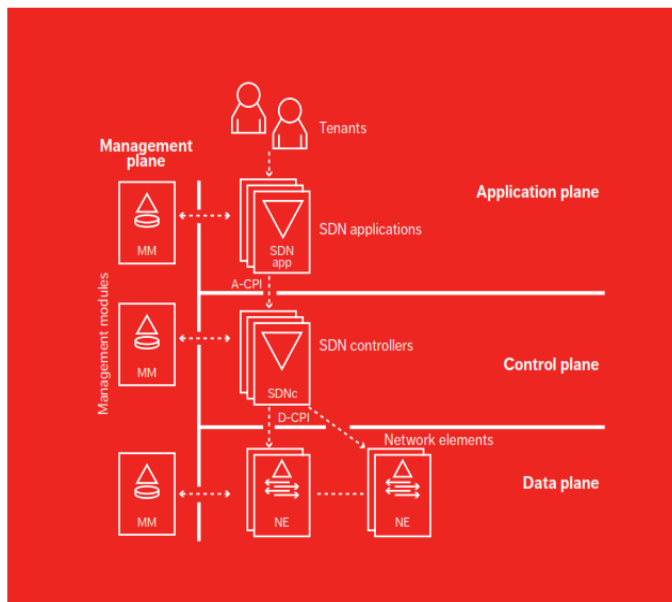 Tenants
Management
plane
Application plane
MM
SDN
app
SDN applications
A-CPI
Management modules
MM
SDNc
SDN controllers
Control plane
D-CPI
Network elements
MM
NE
NE
Data plane